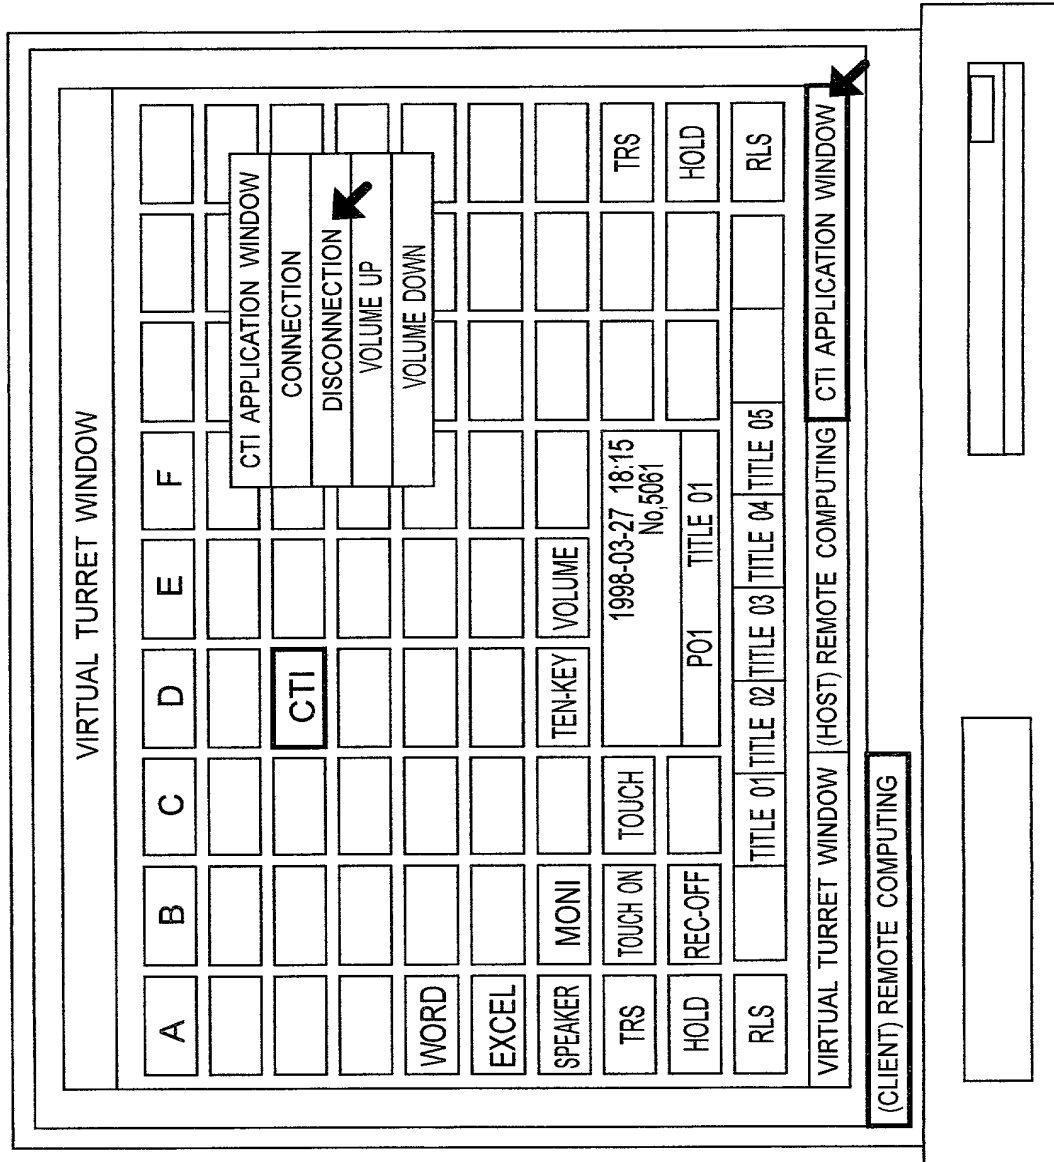 VIRTUAL TURRET WINDOW
A B C D E F
CTI APPLICATION WINDOW
CTI
CONNECTION
DISCONNECTION
VOLUME UP
WORD
VOLUME DOWN
EXCEL
SPEAKER MONI TEN-KEY VOLUME
TRS TOUCH ON TOUCH 1998-03-27 18:15 TRS
No,5061
HOLD REC-OFF PO1 TITLE 01 HOLD
RLS TITLE 01 TITLE 02 TITLE 03 TITLE 04 TITLE 05 RLS
VIRTUAL TURRET WINDOW (HOST) REMOTE COMPUTING CTI APPLICATION WINDOW
(CLIENT) REMOTE COMPUTING